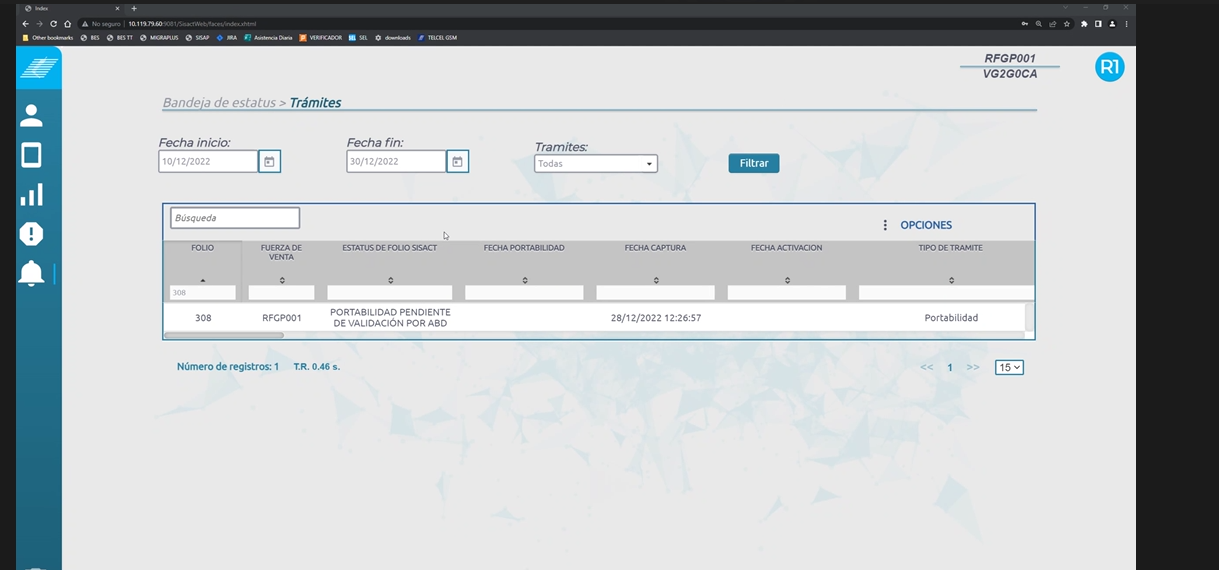 Index
No seguro | 10.119.79.60:9081/SisactWeb/faces/index.xhtml
Other bookmarks BES BES TT MIGRAPLUS SISAP JIRA Asistencia Diaria VERIFICADOR SEL downloads TELCEL GSM
RFGP001
VG2G0CA
R1
Bandeja de estatus > Trámites
Fecha inicio: Fecha fin: Tramites:
10/12/2022 30/12/2022 Todas Filtrar
Búsqueda
OPCIONES
FOLIO FUERZA DE VENTA ESTATUS DE FOLIO SISACT FECHA PORTABILIDAD FECHA CAPTURA FECHA ACTIVACION TIPO DE TRAMITE
308
308 RFGP001 PORTABILIDAD PENDIENTE DE VALIDACIÓN POR ABD 28/12/2022 12:26:57 Portabilidad
Número de registros: 1 T.R. 0.46 s. << 1 >> 15